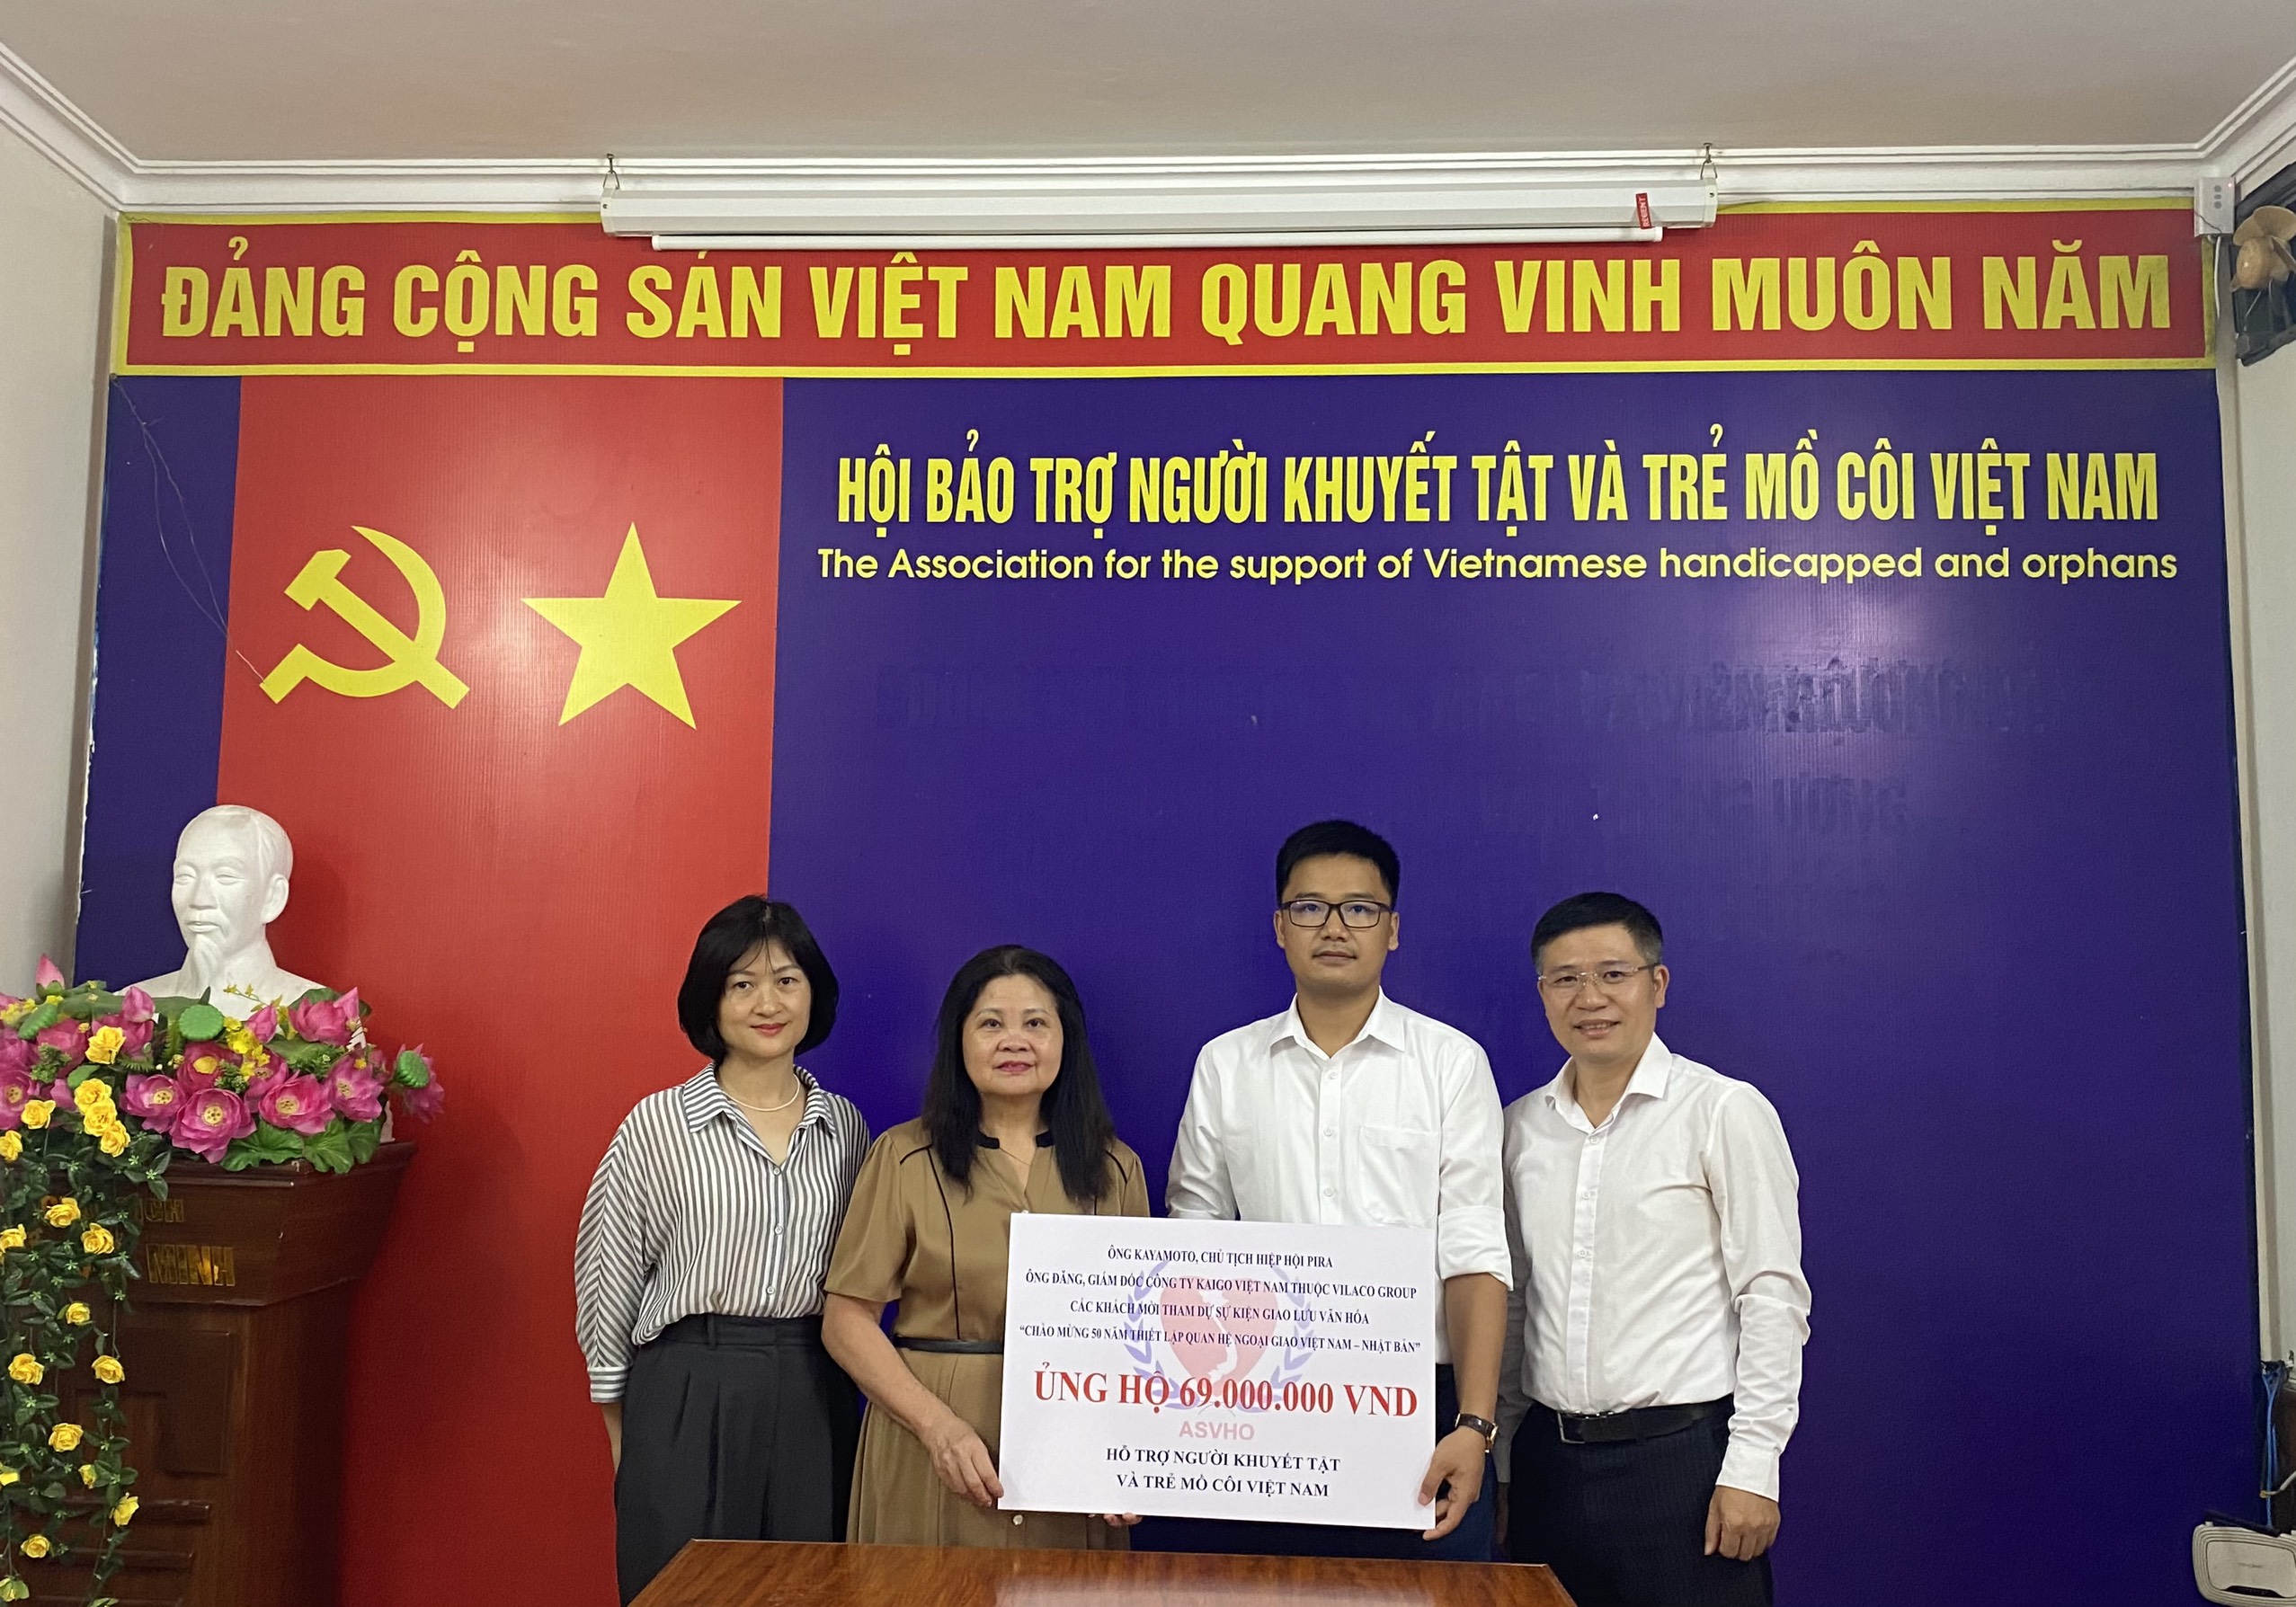 REGENT
ĐẢNG CỘNG SẢN VIỆT NAM QUANG VINH MUÔN NĂM
HỘI BẢO TRỢ NGƯỜI KHUYẾT TẬT VÀ TRẺ MỒ CÔI VIỆT NAM
The Association for the support of Vietnamese handicapped and orphans
MINH
ÔNG KAYAMOTO, CHỦ TỊCH HIỆP HỘI PIRA
ÔNG ĐĂNG, GIÁM ĐỐC CÔNG TY KAIGO VIỆT NAM THUỘC VILACO GROUP
CÁC KHÁCH MỜI THAM DỰ SỰ KIỆN GIAO LƯU VĂN HÓA
“CHÀO MỪNG 50 NĂM THIẾT LẬP QUAN HỆ NGOẠI GIAO VIỆT NAM – NHẬT BẢN”
ỦNG HỘ 69.000.000 VND
ASVHO
HỖ TRỢ NGƯỜI KHUYẾT TẬT
VÀ TRẺ MỒ CÔI VIỆT NAM